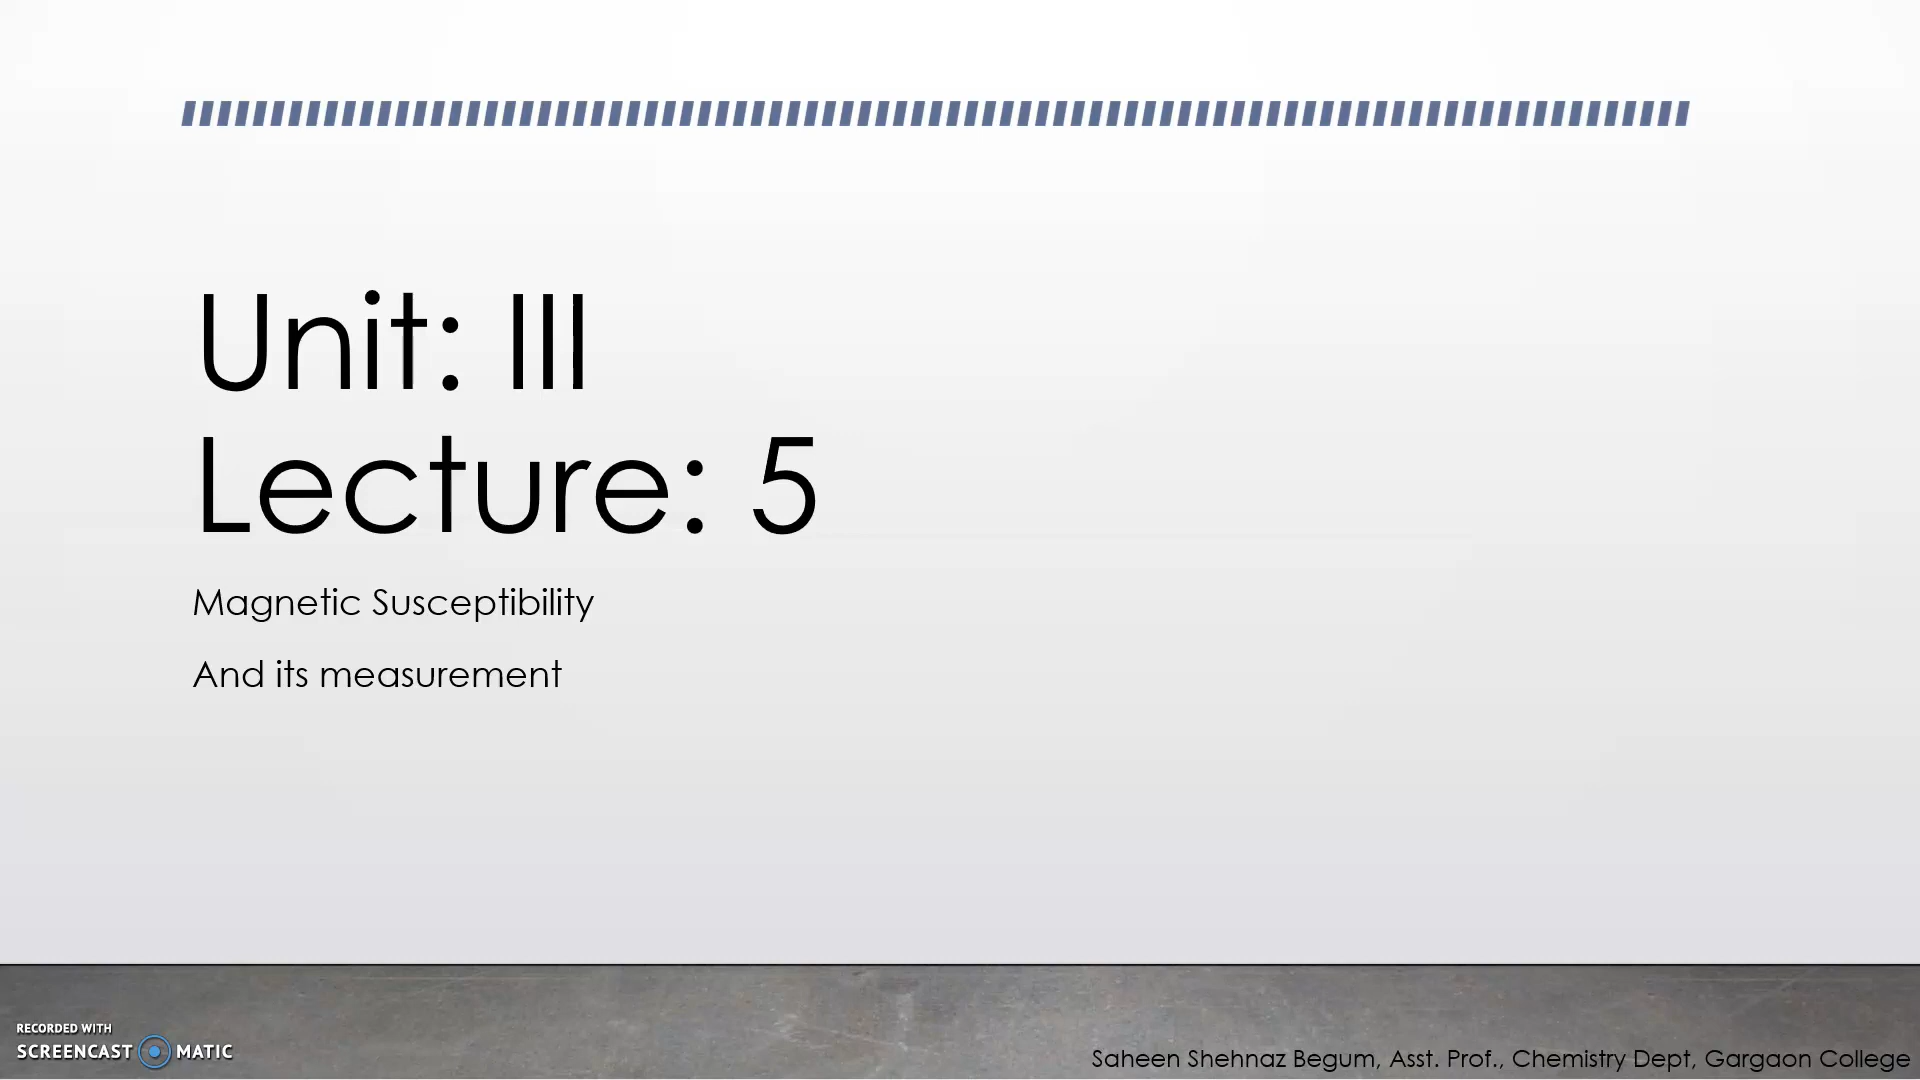 Unit: III
Lecture: 5
Magnetic Susceptibility
And its measurement
RECORDED WITH
SCREENCAST MATIC
Saheen Shehnaz Begum, Asst. Prof., Chemistry Dept, Gargaon College